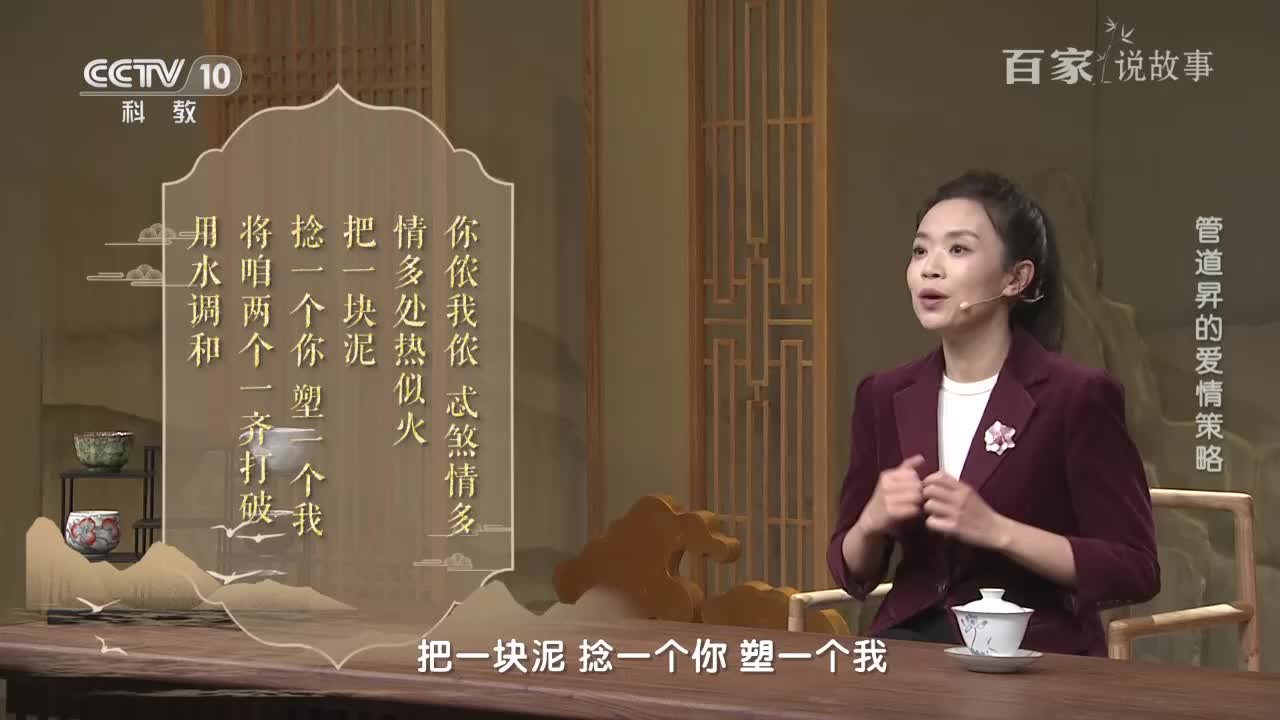 CCTV 10
科教
百家说故事
你侬我侬 忒煞情多
情多处热似火
把一块泥
捻一个你 塑一个我
将咱两个一齐打破
用水调和
管道昇的爱情策略
把一块泥 捻一个你 塑一个我